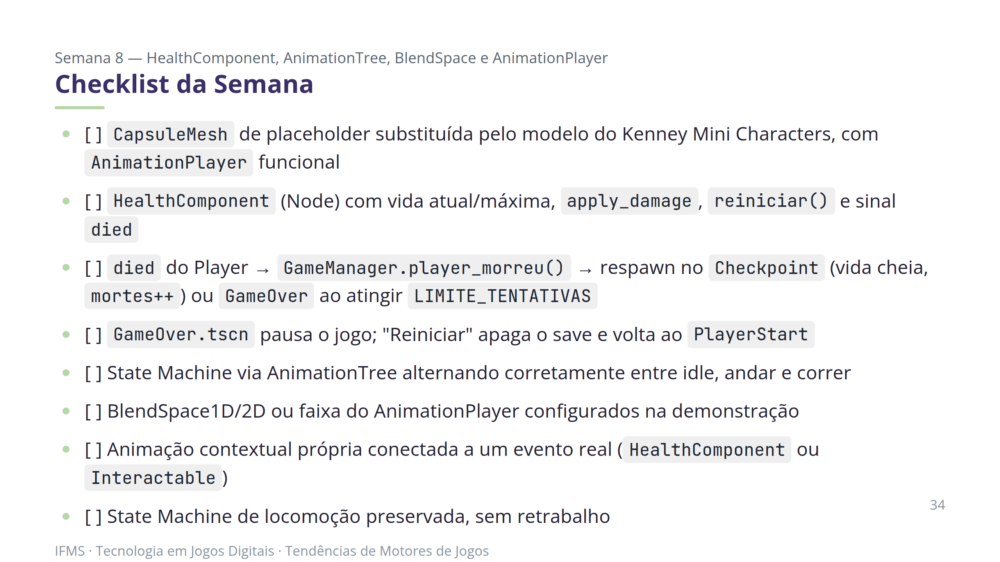 Semana 8 — HealthComponent, AnimationTree, BlendSpace e AnimationPlayer
Checklist da Semana
• [ ] CapsuleMesh de placeholder substituída pelo modelo do Kenney Mini Characters, com
AnimationPlayer funcional
• [ ] HealthComponent (Node) com vida atual/máxima, apply_damage, reiniciar() e sinal
died
• [ ] died do Player → GameManager.player_morreu() → respawn no Checkpoint (vida cheia,
mortes++) ou GameOver ao atingir LIMITE_TENTATIVAS
• [ ] GameOver.tscn pausa o jogo; "Reiniciar" apaga o save e volta ao PlayerStart
• [ ] State Machine via AnimationTree alternando corretamente entre idle, andar e correr
• [ ] BlendSpace1D/2D ou faixa do AnimationPlayer configurados na demonstração
• [ ] Animação contextual própria conectada a um evento real (HealthComponent ou
Interactable)
• [ ] State Machine de locomoção preservada, sem retrabalho
34
IFMS · Tecnologia em Jogos Digitais · Tendências de Motores de Jogos